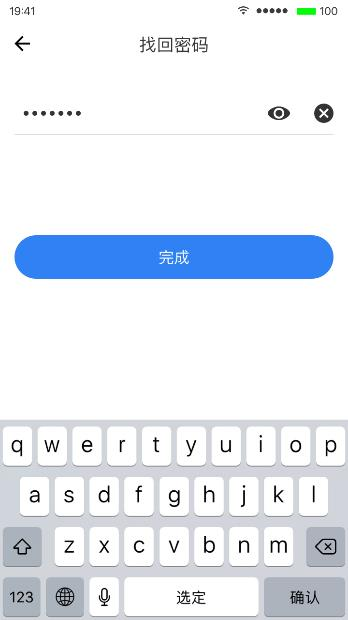 19:41
100
找回密码
•••••••
完成
q w e r t y u i o p
a s d f g h j k l
z x c v b n m
123 选定 确认